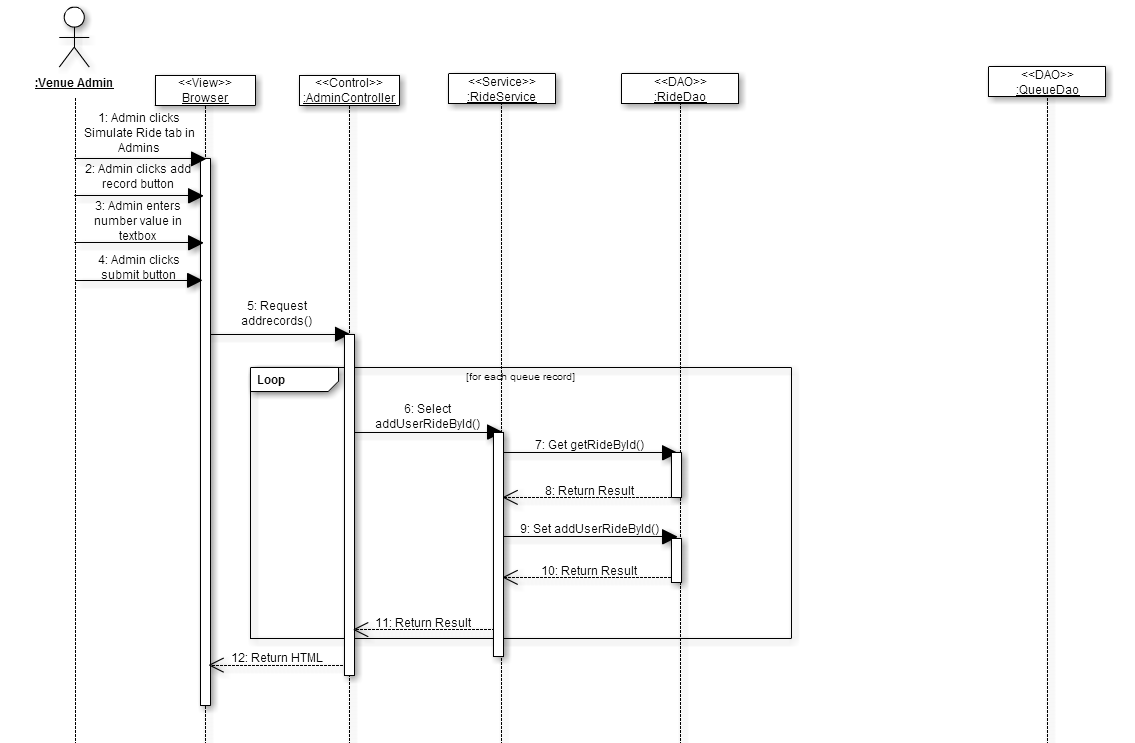 :Venue Admin
<<View>>
Browser
<<Control>>
:AdminController
<<Service>>
:RideService
<<DAO>>
:RideDao
<<DAO>>
:QueueDao
1: Admin clicks
Simulate Ride tab in
Admins
2: Admin clicks add
record button
3: Admin enters
number value in
textbox
4: Admin clicks
submit button
5: Request
addrecords()
Loop
[for each queue record]
6: Select
addUserRideById()
7: Get getRideById()
8: Return Result
9: Set addUserRideById()
10: Return Result
11: Return Result
12: Return HTML